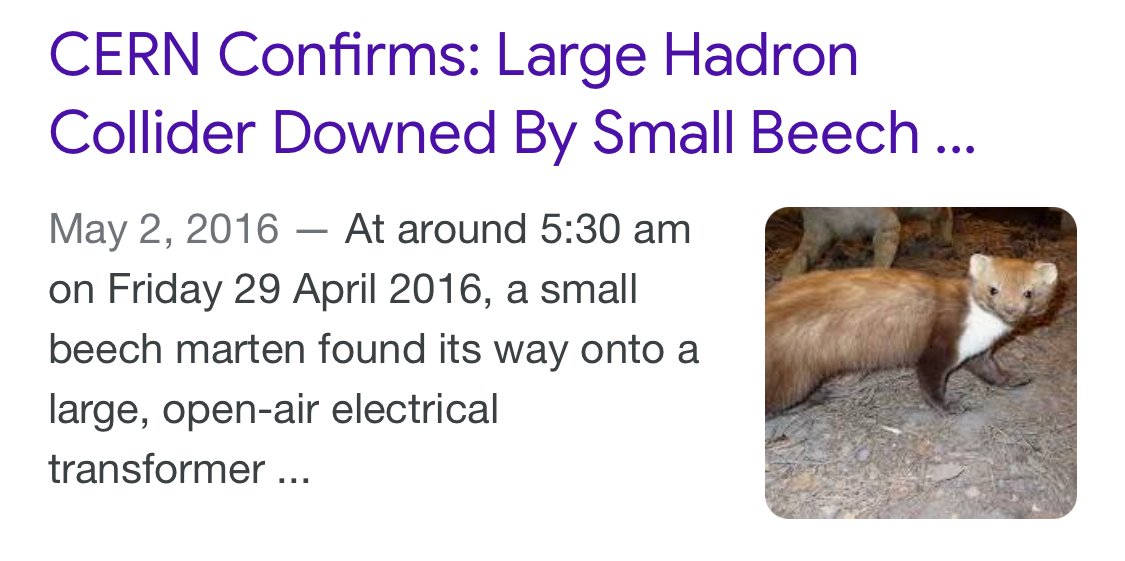 CERN Confirms: Large Hadron
Collider Downed By Small Beech ...
May 2, 2016 — At around 5:30 am
on Friday 29 April 2016, a small
beech marten found its way onto a
large, open-air electrical
transformer ...